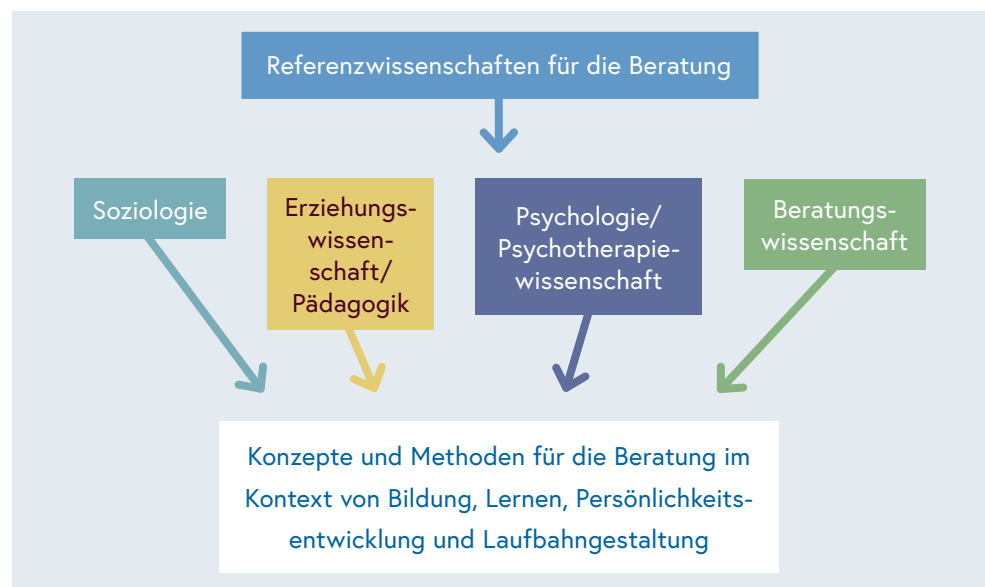 Referenzwissenschaften für die Beratung
Soziologie
Erziehungs-
wissen-
schaft/
Pädagogik
Psychologie/
Psychotherapie-
wissenschaft
Beratungs-
wissenschaft
Konzepte und Methoden für die Beratung im
Kontext von Bildung, Lernen, Persönlichkeits-
entwicklung und Laufbahngestaltung